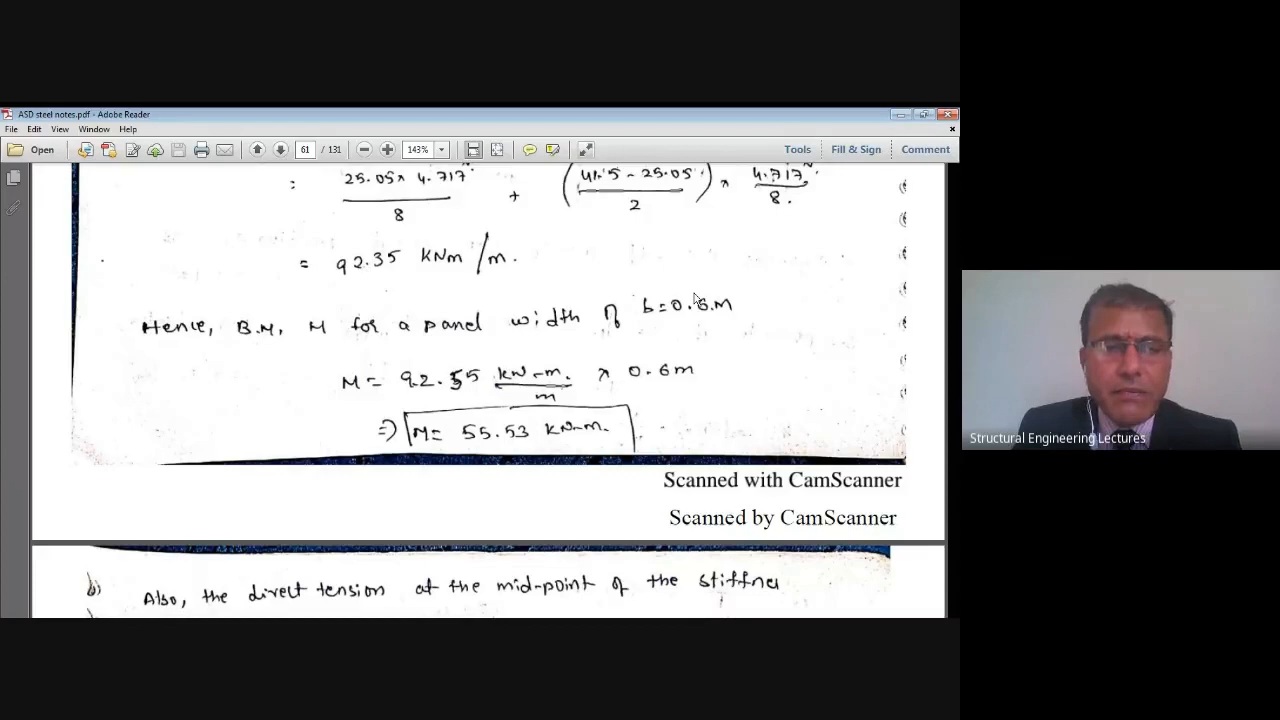 ASD steel notes.pdf - Adobe Reader
File Edit View Window Help
Open 61 / 131 143% Tools Fill & Sign Comment
= 25.05 × 4.717² / 8 + ( 41.5 - 25.05 / 2 ) × 4.717² / 8.
= 92.35 kNm/m.
Hence, B.M, M for a panel width of b=0.6.m
M = 92.55 kN-m. / m × 0.6m
⇒ M= 55.53 kN-m.
Scanned with CamScanner
Scanned by CamScanner
b) Also, the direct tension at the mid-point of the stiffner
Structural Engineering Lectures